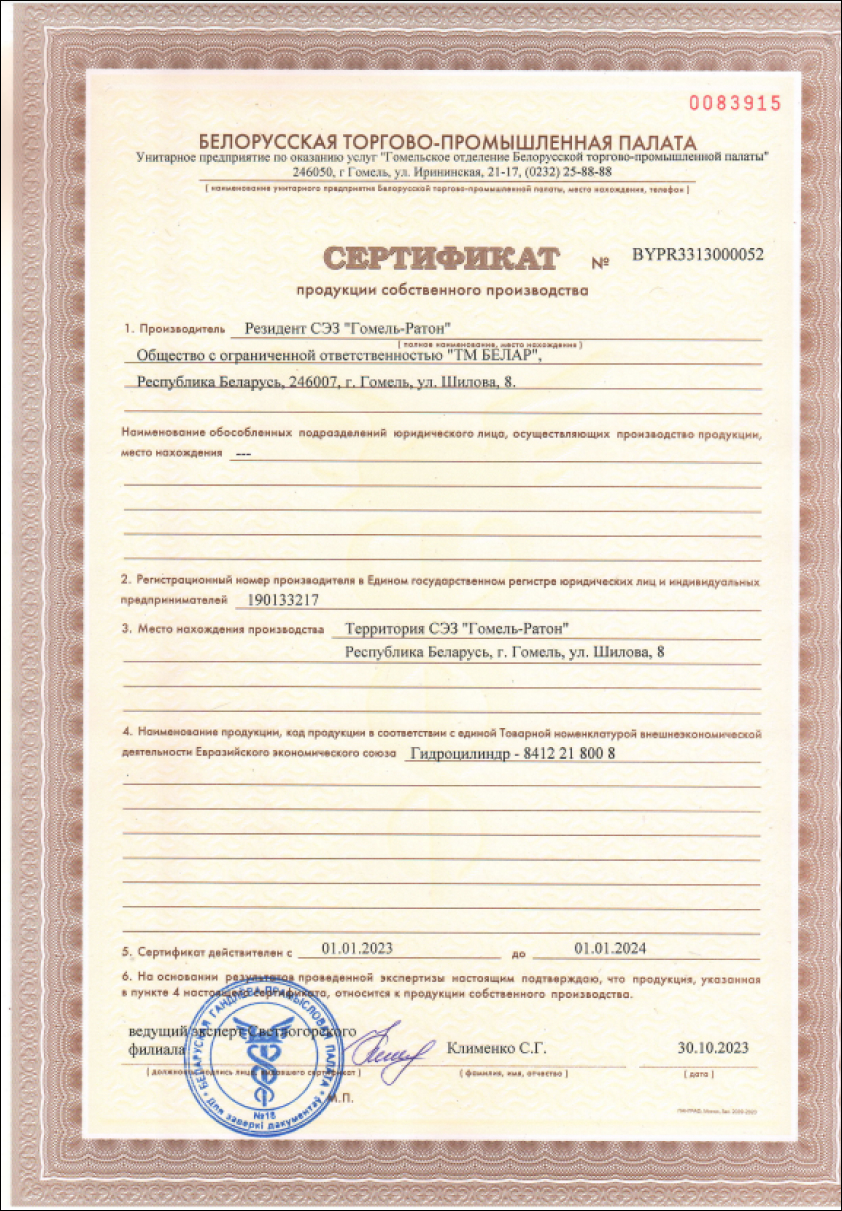 0083915
БЕЛОРУССКАЯ ТОРГОВО-ПРОМЫШЛЕННАЯ ПАЛАТА
Унитарное предприятие по оказанию услуг "Гомельское отделение Белорусской торгово-промышленной палаты"
246050, г Гомель, ул. Ирининская, 21-17, (0232) 25-88-88
( наименование унитарного предприятия Белорусской торгово-промышленной палаты, место нахождения, телефон )
СЕРТИФИКАТ № BYPR3313000052
продукции собственного производства
1. Производитель Резидент СЭЗ "Гомель-Ратон"
( полное наименование, место нахождения )
Общество с ограниченной ответственностью "ТМ БЕЛАР",
Республика Беларусь, 246007, г. Гомель, ул. Шилова, 8.
Наименование обособленных подразделений юридического лица, осуществляющих производство продукции,
место нахождения ---
2. Регистрационный номер производителя в Едином государственном регистре юридических лиц и индивидуальных
предпринимателей 190133217
3. Место нахождения производства Территория СЭЗ "Гомель-Ратон"
Республика Беларусь, г. Гомель, ул. Шилова, 8
4. Наименование продукции, код продукции в соответствии с единой Товарной номенклатурой внешнеэкономической
деятельности Евразийского экономического союза Гидроцилиндр - 8412 21 800 8
5. Сертификат действителен с 01.01.2023 до 01.01.2024
6. На основании результатов проведенной экспертизы настоящим подтверждаю, что продукция, указанная
в пункте 4 настоящего сертификата, относится к продукции собственного производства.
ведущий эксперт Светлогорского
филиала Клименко С.Г. 30.10.2023
( должность, подпись лица, выдавшего сертификат ) ( фамилия, имя, отчество ) ( дата )
М.П.
БЕЛАРУСКАЯ ГАНДЛЁВА-ПРАМЫСЛОВАЯ ПАЛАТА
№18
Для заверкі дакументаў